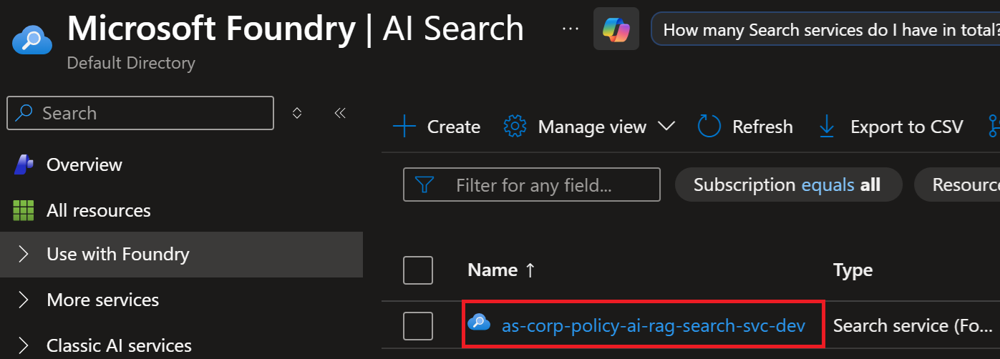 Microsoft Foundry | AI Search ...
How many Search services do I have in total?
Default Directory
Search
Create
Manage view
Refresh
Export to CSV
Overview
Filter for any field...
Subscription equals all
Resource
All resources
Use with Foundry
Name ↑
Type
More services
as-corp-policy-ai-rag-search-svc-dev
Search service (Fo...
Classic AI services